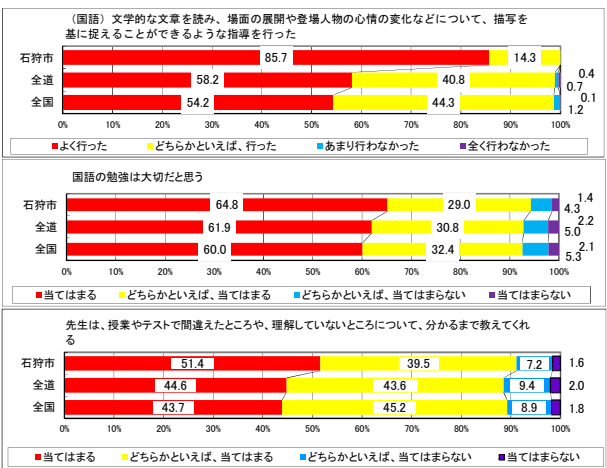 （国語）文学的な文章を読み、場面の展開や登場人物の心情の変化などについて、描写を
基に捉えることができるような指導を行った
石狩市 85.7 14.3
全道 58.2 40.8 0.7 0.4
全国 54.2 44.3 1.2 0.1
0% 10% 20% 30% 40% 50% 60% 70% 80% 90% 100%
■よく行った ■どちらかといえば、行った ■あまり行わなかった ■全く行わなかった
国語の勉強は大切だと思う
石狩市 64.8 29.0 4.3 1.4
全道 61.9 30.8 5.0 2.2
全国 60.0 32.4 5.3 2.1
0% 10% 20% 30% 40% 50% 60% 70% 80% 90% 100%
■当てはまる ■どちらかといえば、当てはまる ■どちらかといえば、当てはまらない ■当てはまらない
先生は、授業やテストで間違えたところや、理解していないところについて、分かるまで教えてくれ
る
石狩市 51.4 39.5 7.2 1.6
全道 44.6 43.6 9.4 2.0
全国 43.7 45.2 8.9 1.8
0% 10% 20% 30% 40% 50% 60% 70% 80% 90% 100%
■当てはまる ■どちらかといえば、当てはまる ■どちらかといえば、当てはまらない ■当てはまらない